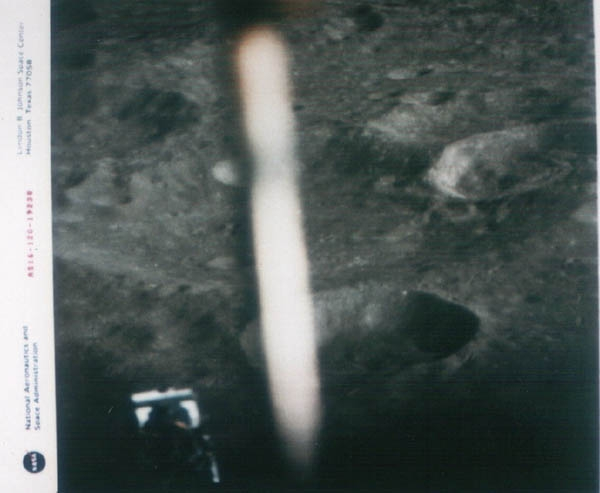 NASA
National Aeronautics and
Space Administration
AS16-120-19238
Lyndon B Johnson Space Center
Houston Texas 77058